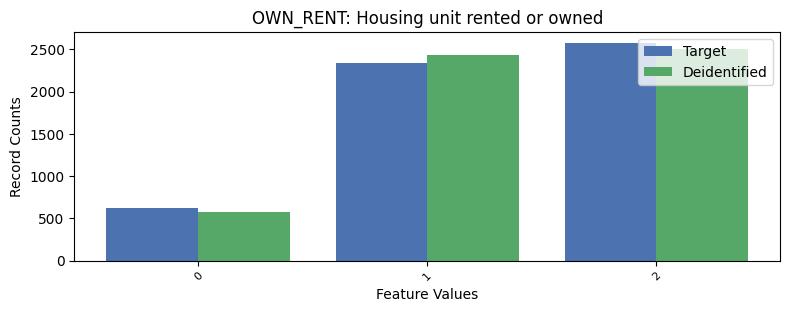 OWN_RENT: Housing unit rented or owned
Record Counts
2500
2000
1500
1000
500
0
Target
Deidentified
0
1
2
Feature Values